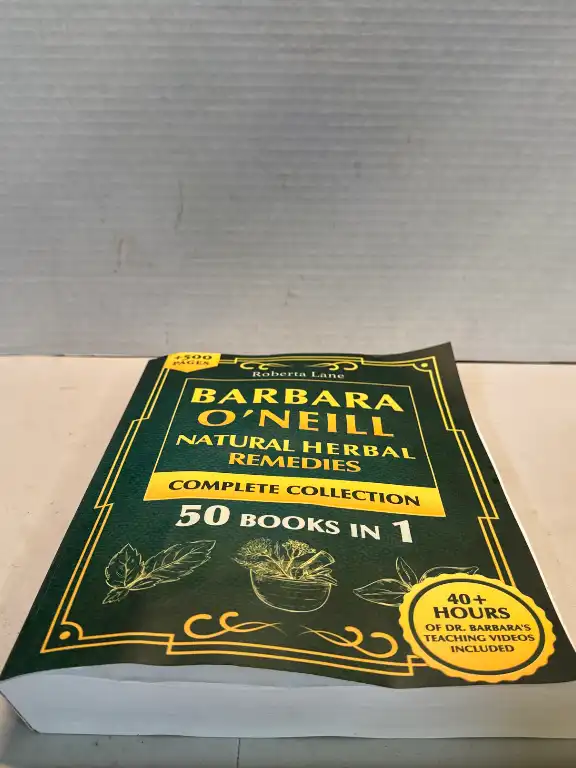 +500
PAGES
Roberta Lane
BARBARA
O'NEILL
NATURAL HERBAL
REMEDIES
COMPLETE COLLECTION
50 BOOKS IN 1
40+
HOURS
OF DR. BARBARA'S
TEACHING VIDEOS
INCLUDED